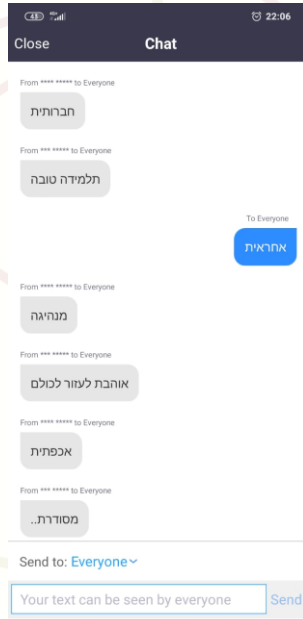 48 22:06
Close Chat
From **** ***** to Everyone
חברותית
From *** ***** to Everyone
תלמידה טובה
To Everyone
אחראית
From **** ***** to Everyone
מנהיגה
From *** ***** to Everyone
אוהבת לעזור לכולם
From **** ***** to Everyone
אכפתית
From *** ***** to Everyone
מסודרת..
Send to: Everyone
Your text can be seen by everyone Send